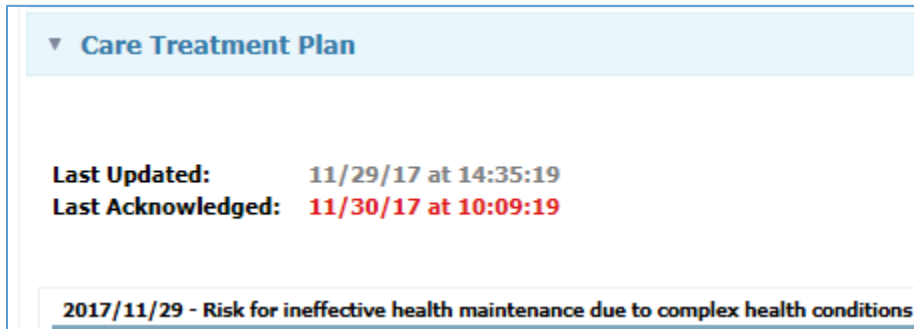 Care Treatment Plan
Last Updated: 11/29/17 at 14:35:19
Last Acknowledged: 11/30/17 at 10:09:19
2017/11/29 - Risk for ineffective health maintenance due to complex health conditions